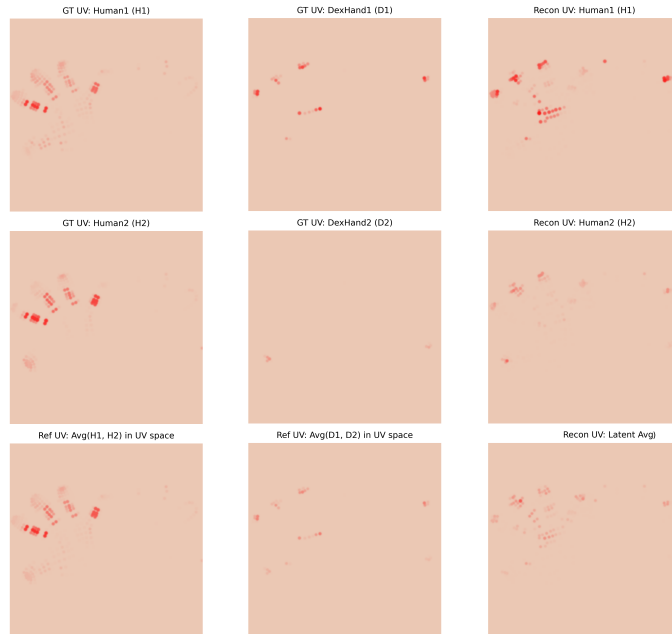 GT UV: Human1 (H1)
GT UV: DexHand1 (D1)
Recon UV: Human1 (H1)
GT UV: Human2 (H2)
GT UV: DexHand2 (D2)
Recon UV: Human2 (H2)
Ref UV: Avg(H1, H2) in UV space
Ref UV: Avg(D1, D2) in UV space
Recon UV: Latent Avg)